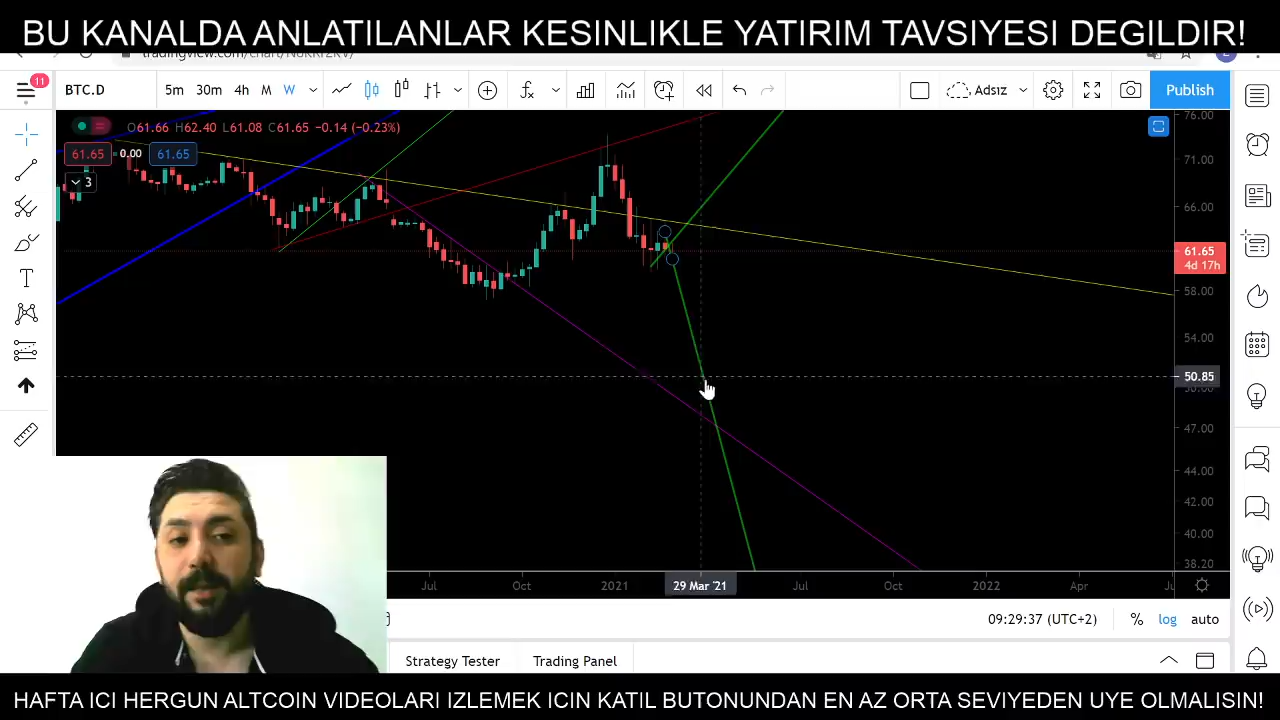 BU KANALDA ANLATILANLAR KESINLIKLE YATIRIM TAVSIYESI DEGILDIR!
11
BTC.D
5m 30m 4h M W
Adsız
Publish
O61.66 H62.40 L61.08 C61.65 −0.14 (−0.23%)
61.65 0.00 61.65
3
76.00
71.00
66.00
61.65
4d 17h
58.00
54.00
50.85
50.00
47.00
44.00
42.00
40.00
38.20
Jul Oct 2021 29 Mar '21 Jul Oct 2022 Apr
09:29:37 (UTC+2) % log auto
Strategy Tester Trading Panel
HAFTA ICI HERGUN ALTCOIN VIDEOLARI IZLEMEK ICIN KATIL BUTONUNDAN EN AZ ORTA SEVIYEDEN UYE OLMALISIN!